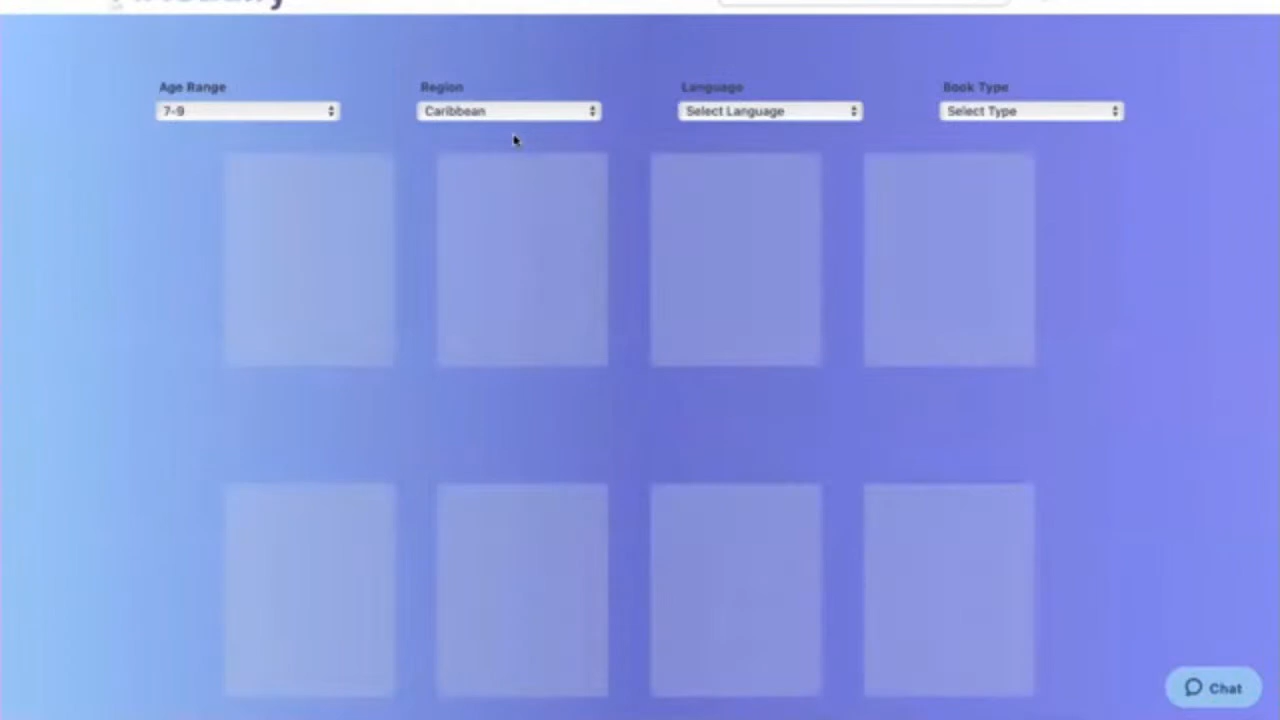 Age Range
Region
Language
Book Type
7-9
Caribbean
Select Language
Select Type
Chat